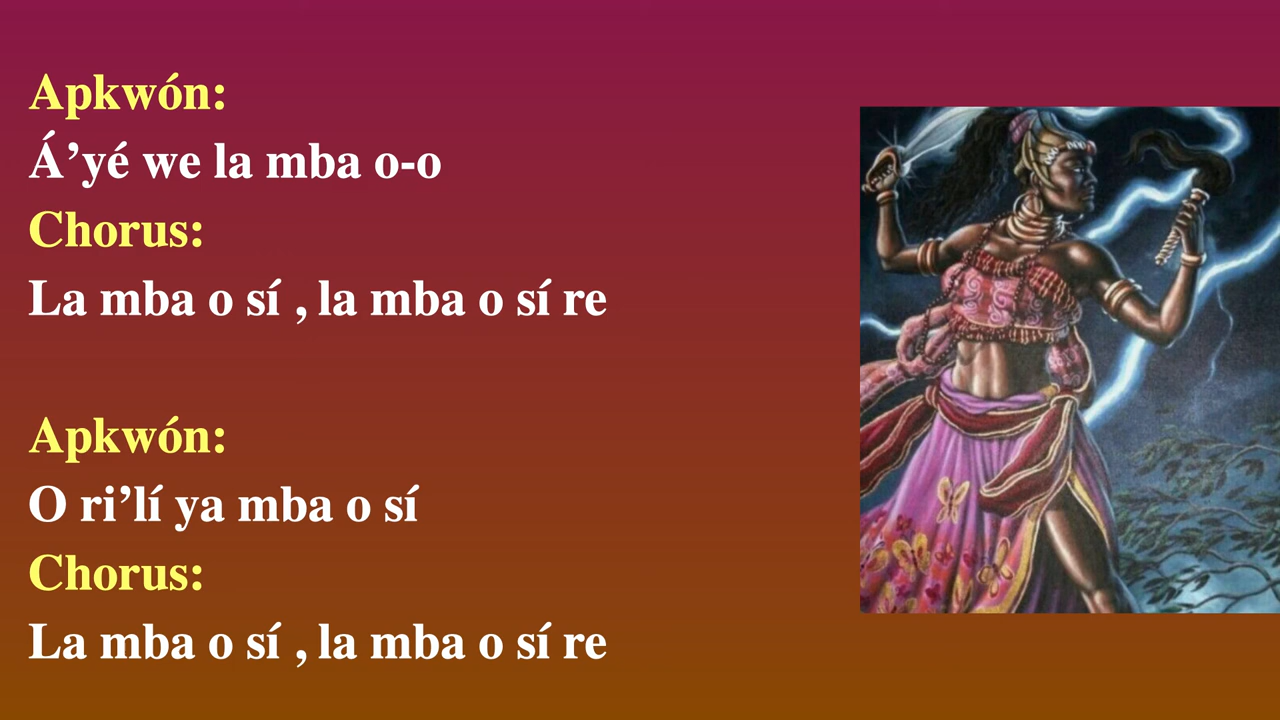 Apkwón:
Á’yé we la mba o-o
Chorus:
La mba o sí , la mba o sí re
Apkwón:
O ri’lí ya mba o sí
Chorus:
La mba o sí , la mba o sí re